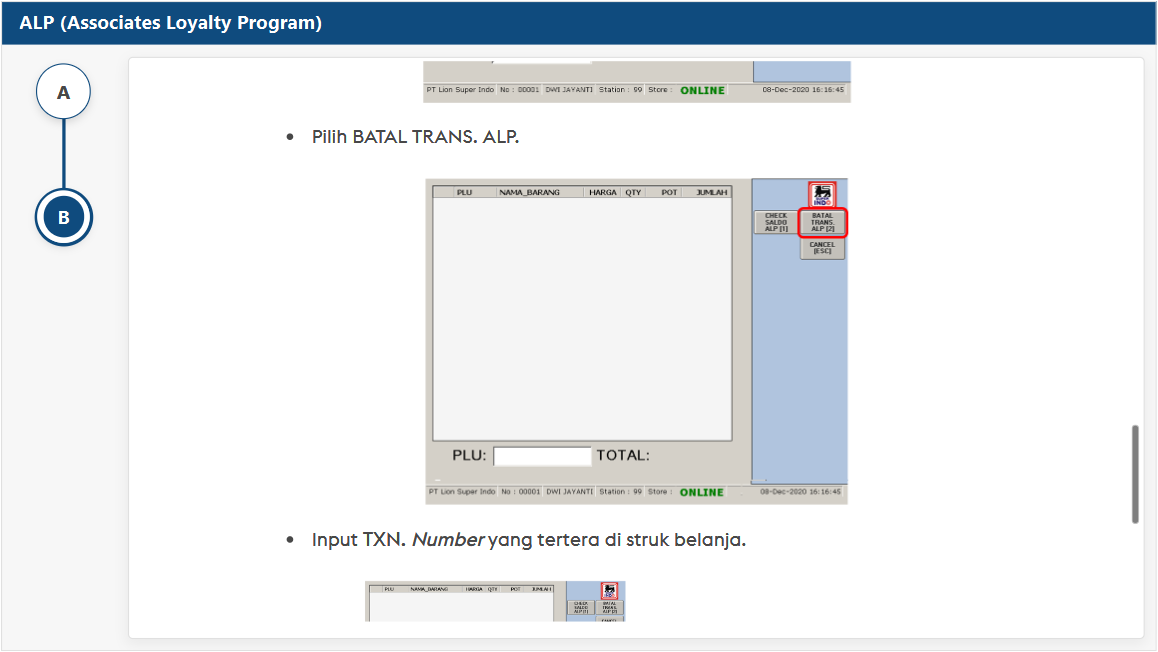 ALP (Associates Loyalty Program)
A
B
PT Lion Super Indo No : 00001 DWI JAYANTI Station : 99 Store : ONLINE 08-Dec-2020 16:16:45
• Pilih BATAL TRANS. ALP.
PLU NAMA_BARANG HARGA QTY POT JUMLAH
INDO
CHECK
SALDO
ALP [1]
BATAL
TRANS.
ALP [2]
CANCEL
[ESC]
PLU: TOTAL:
PT Lion Super Indo No : 00001 DWI JAYANTI Station : 99 Store : ONLINE 08-Dec-2020 16:16:45
• Input TXN. Number yang tertera di struk belanja.
PLU NAMA_BARANG HARGA QTY POT JUMLAH
CHECK
SALDO
ALP [1]
BATAL
TRANS.
ALP [2]